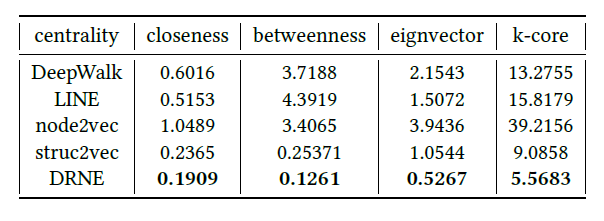 centrality closeness betweenness eignvector k-core
DeepWalk 0.6016 3.7188 2.1543 13.2755
LINE 0.5153 4.3919 1.5072 15.8179
node2vec 1.0489 3.4065 3.9436 39.2156
struc2vec 0.2365 0.25371 1.0544 9.0858
DRNE 0.1909 0.1261 0.5267 5.5683